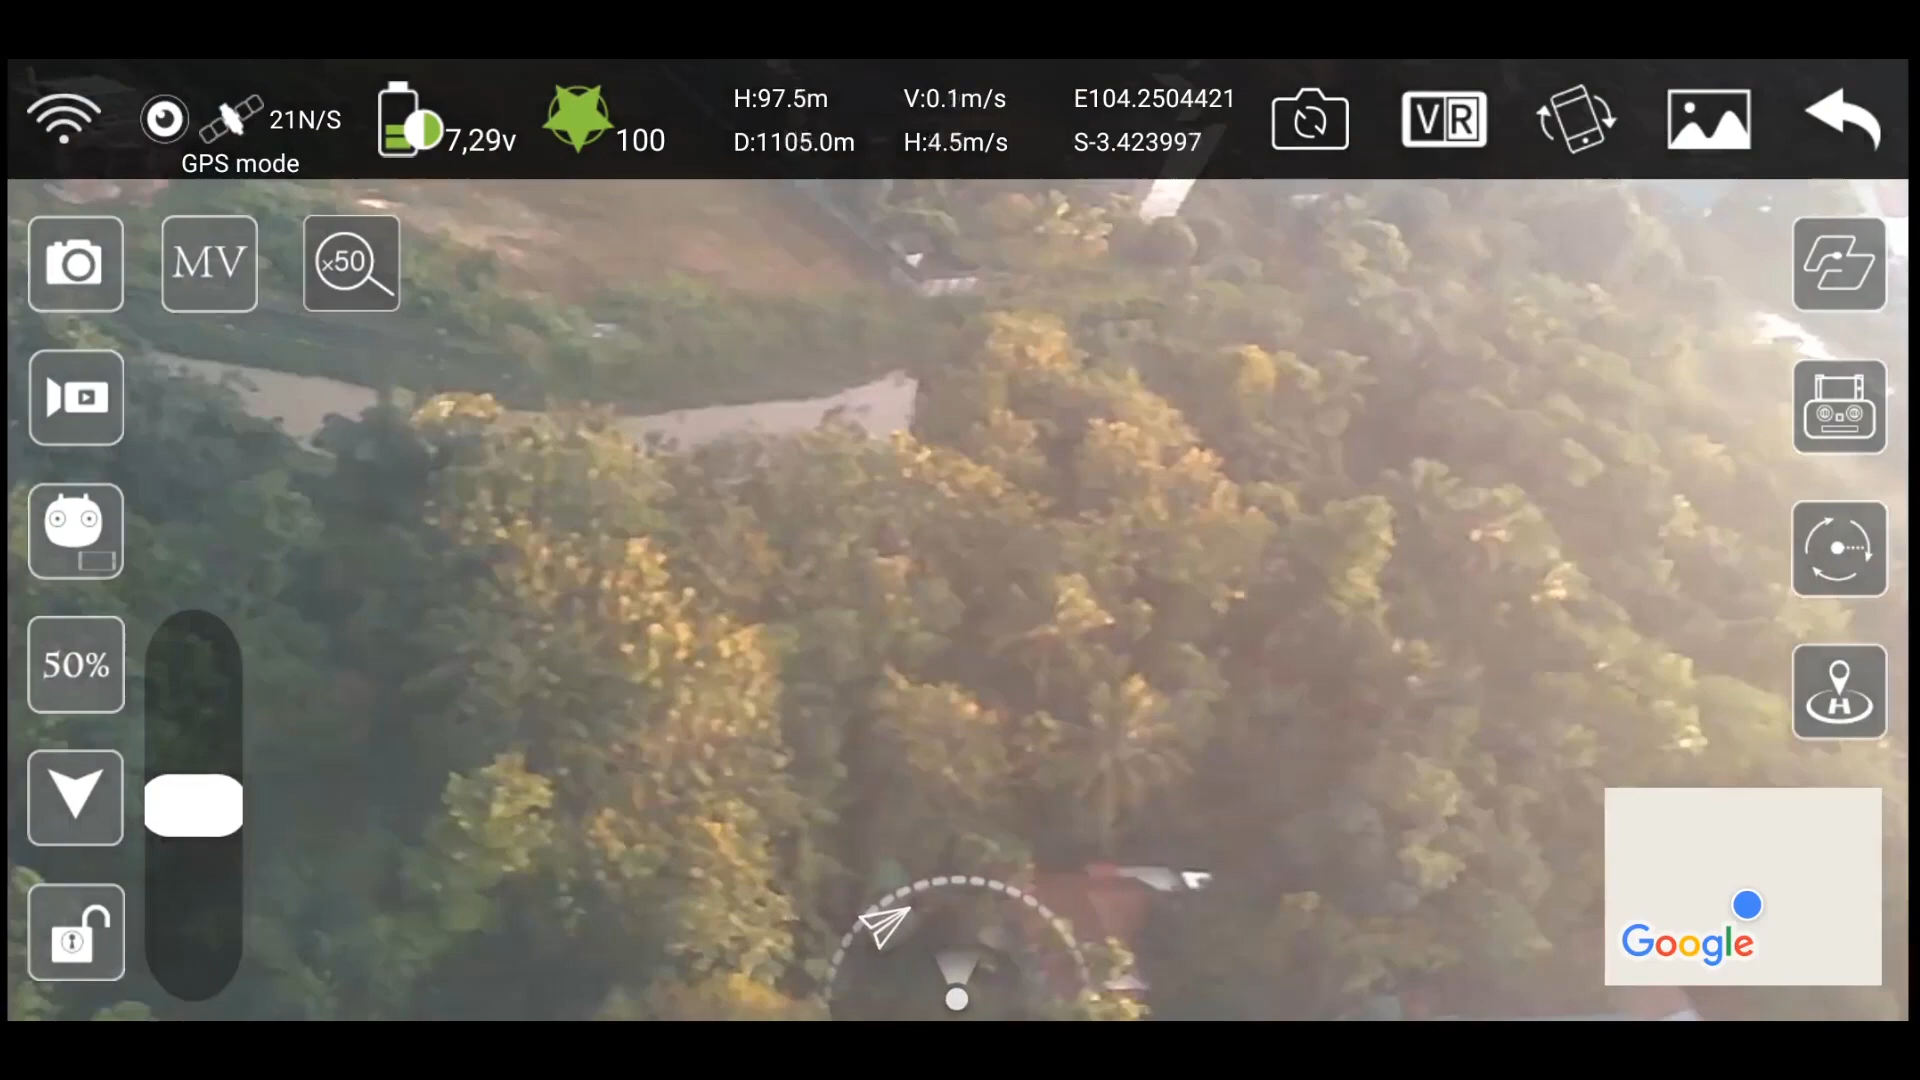 21N/S
GPS mode
7,29v
100
H:97.5m
D:1105.0m
V:0.1m/s
H:4.5m/s
E104.2504421
S-3.423997
VR
MV
x50
50%
H
Google